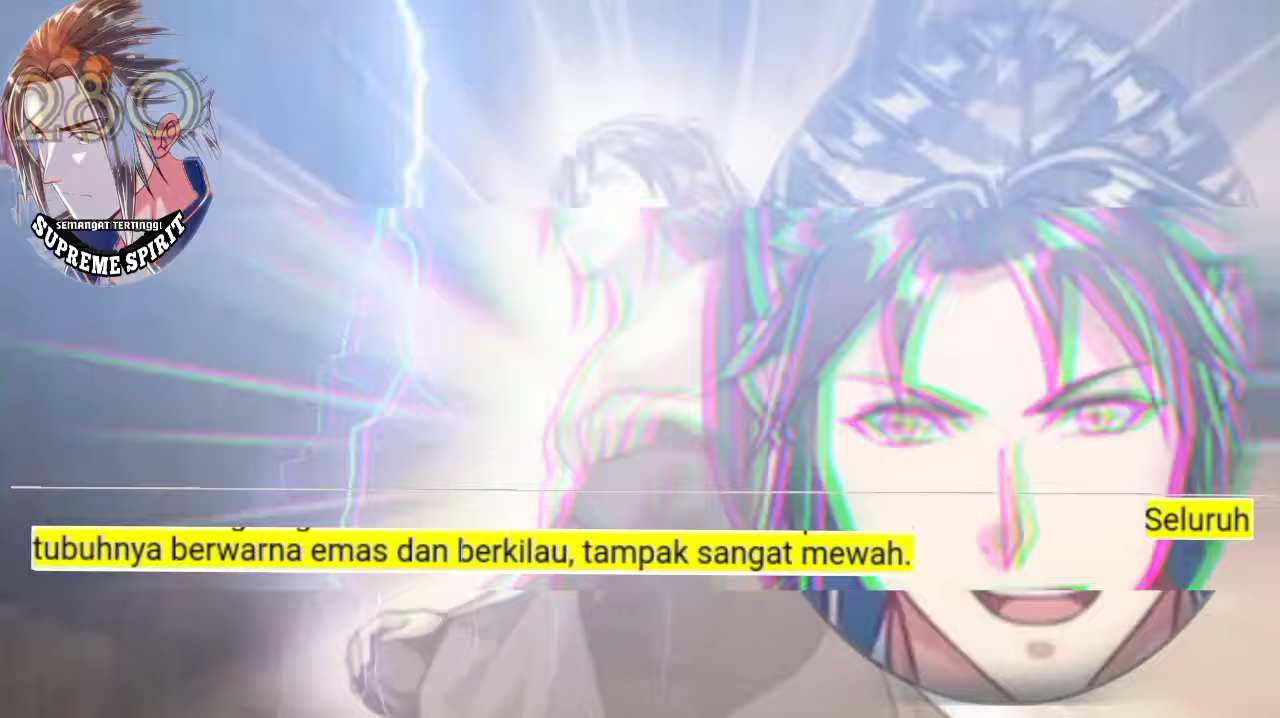 280
SEMANGAT TERTINGGI
SUPREME SPIRIT
Seluruh
tubuhnya berwarna emas dan berkilau, tampak sangat mewah.